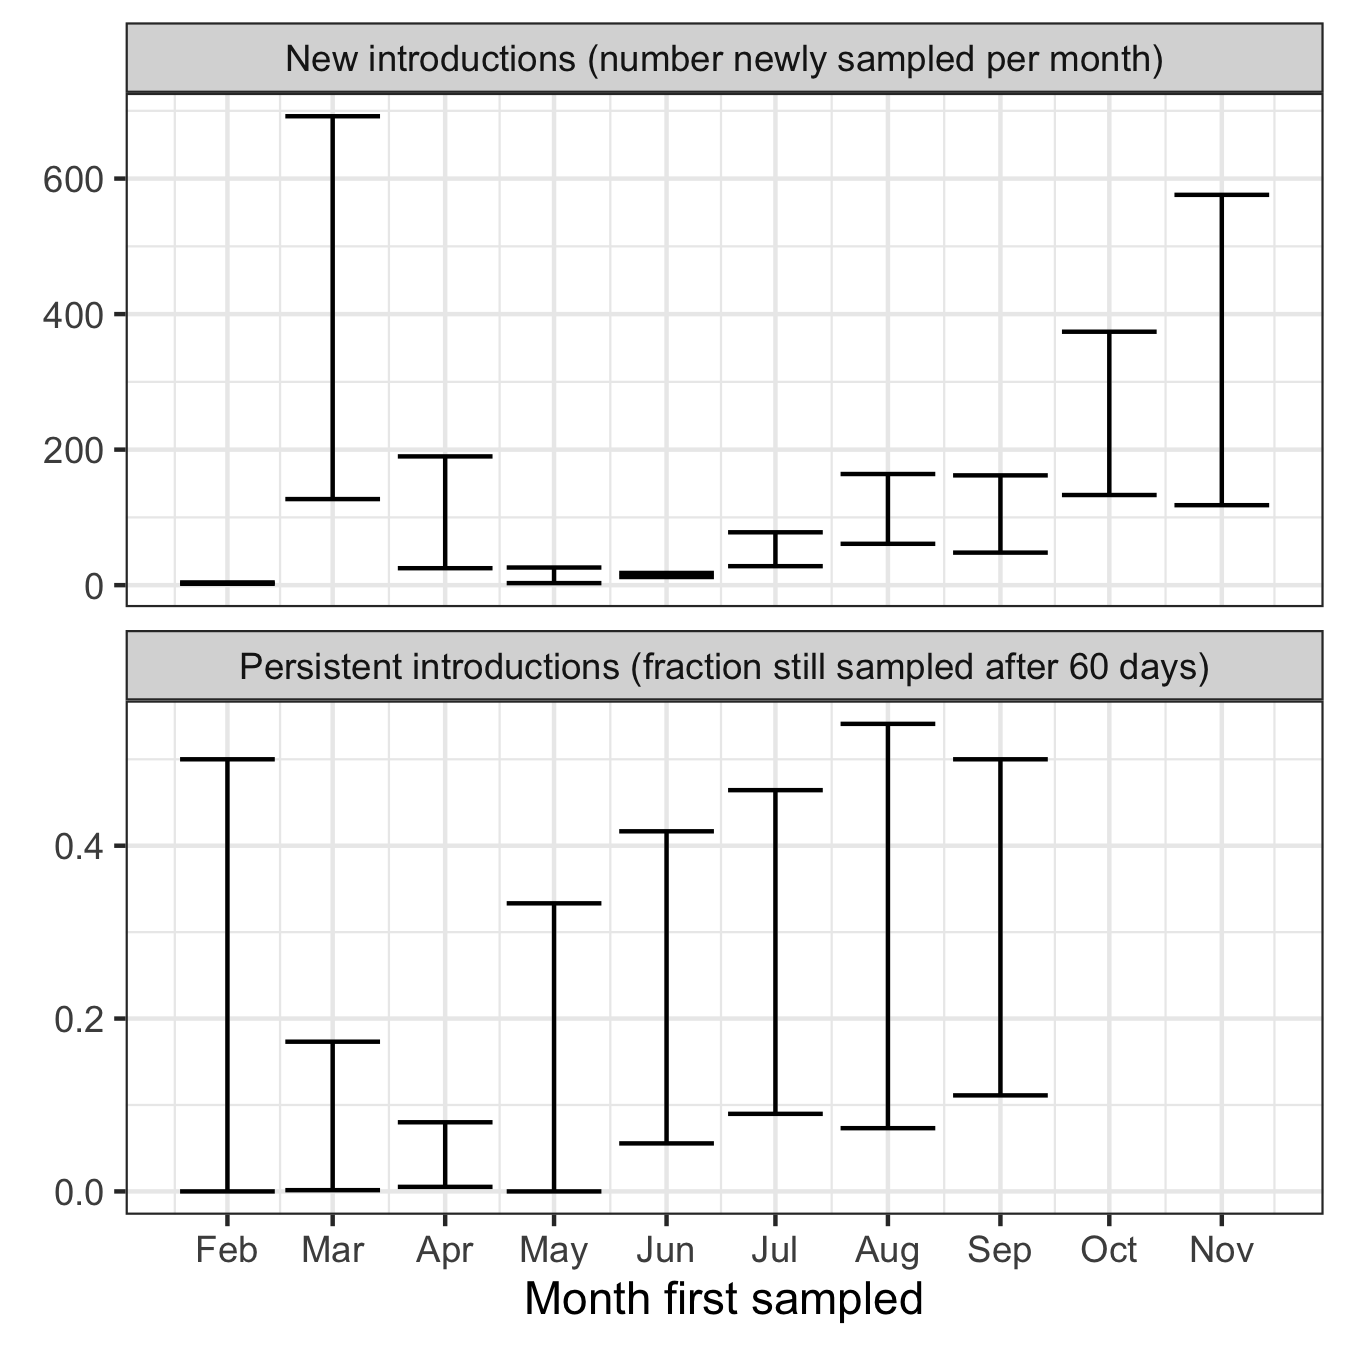 New introductions (number newly sampled per month)
600
400
200
0
Persistent introductions (fraction still sampled after 60 days)
0.4
0.2
0.0
Feb Mar Apr May Jun Jul Aug Sep Oct Nov
Month first sampled